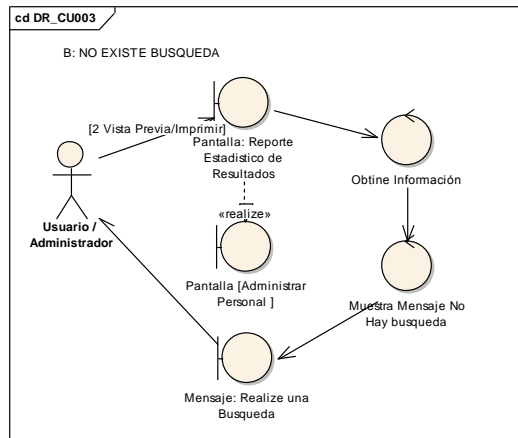 cd DR_CU003
B: NO EXISTE BUSQUEDA
[2 Vista Previa/Imprimir]
Pantalla: Reporte
Estadistico de
Resultados
Obtine Información
«realize»
Usuario /
Administrador
Pantalla [Administrar
Personal ]
Muestra Mensaje No
Hay busqueda
Mensaje: Realize una
Busqueda